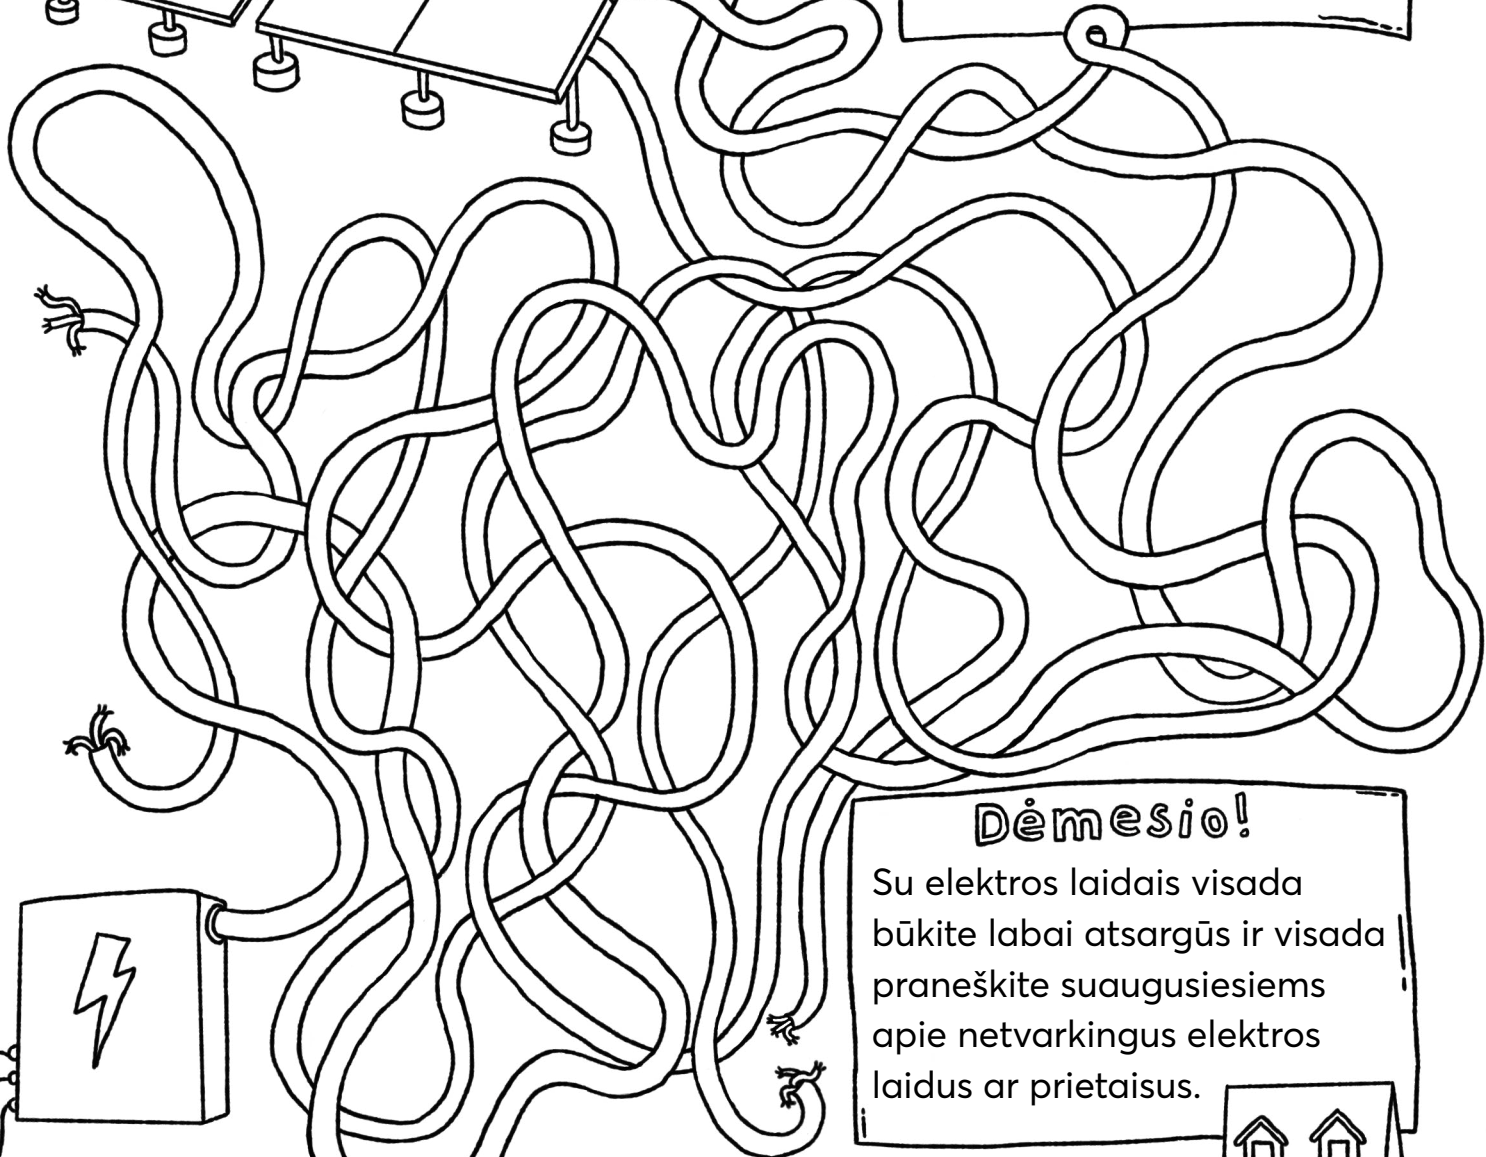 Dėmesio!
Su elektros laidais visada
būkite labai atsargūs ir visada
praneškite suaugusiesiems
apie netvarkingus elektros
laidus ar prietaisus.